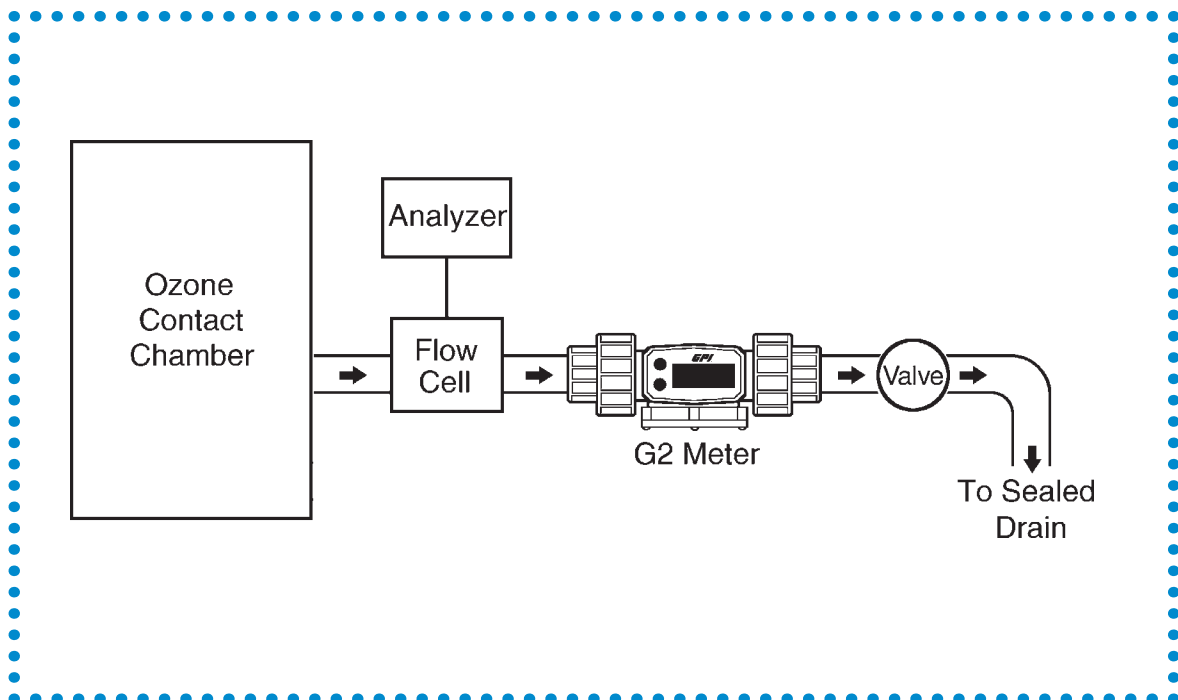 Ozone
Contact
Chamber
Analyzer
Flow
Cell
GPI
G2 Meter
Valve
To Sealed
Drain